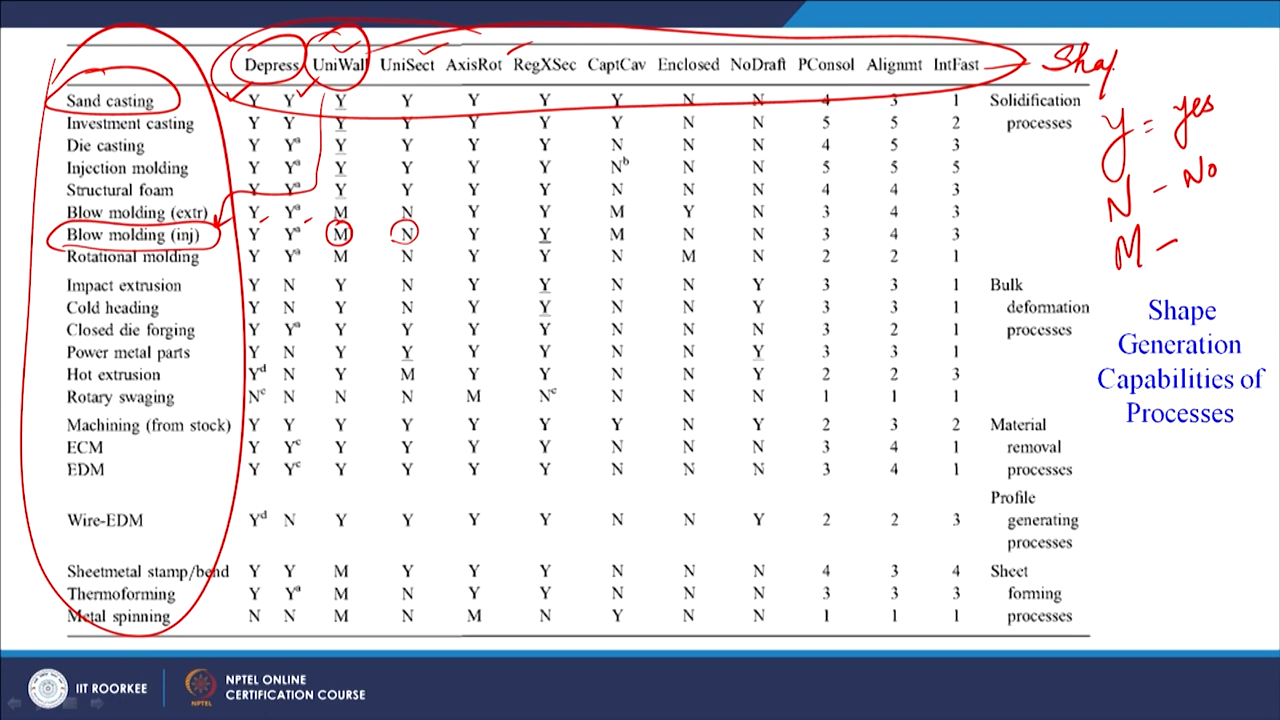 Depress UniWall UniSect AxisRot RegXSec CaptCav Enclosed NoDraft PConsol Alignmt IntFast
Sand casting Y Y Y Y Y Y Y N N 4 3 1 Solidification
Investment casting Y Y Y Y Y Y Y N N 5 5 2 processes
Die casting Y Yᵃ Y Y Y Y N N N 4 5 3
Injection molding Y Yᵃ Y Y Y Y Nᵇ N N 5 5 5
Structural foam Y Yᵃ Y Y Y Y N N N 4 4 3
Blow molding (extr) Y Yᵃ M N Y Y M Y N 3 4 3
Blow molding (inj) Y Yᵃ M N Y Y M N N 3 4 3
Rotational molding Y Yᵃ M N Y Y N M N 2 2 1
Impact extrusion Y N Y N Y Y N N Y 3 3 1 Bulk
Cold heading Y N Y N Y Y N N Y 3 3 1 deformation
Closed die forging Y Yᵃ Y Y Y Y N N N 3 2 1 processes
Power metal parts Y N Y Y Y Y N N Y 3 3 1
Hot extrusion Yᵈ N Y M Y Y N N Y 2 2 3
Rotary swaging Nᶜ N N N M Nᶜ N N N 1 1 1
Machining (from stock) Y Y Y Y Y Y Y N Y 2 3 2 Material
ECM Y Yᶜ Y Y Y Y N N N 3 4 1 removal
EDM Y Yᶜ Y Y Y Y N N N 3 4 1 processes
Profile
Wire-EDM Yᵈ N Y Y Y Y N N Y 2 2 3 generating
processes
Sheetmetal stamp/bend Y Y M Y Y Y N N N 4 3 4 Sheet
Thermoforming Y Yᵃ M N Y Y N N N 3 3 3 forming
Metal spinning N N M N M N Y N N 1 1 1 processes
Shap
Y = yes
N - No
M -
Shape
Generation
Capabilities of
Processes
IIT ROORKEE
NPTEL
NPTEL ONLINE
CERTIFICATION COURSE